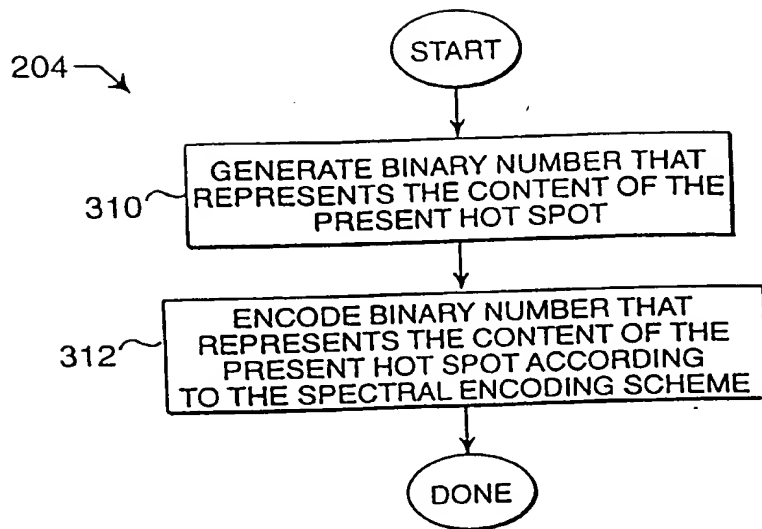 START
204
GENERATE BINARY NUMBER THAT
REPRESENTS THE CONTENT OF THE
PRESENT HOT SPOT
310
ENCODE BINARY NUMBER THAT
REPRESENTS THE CONTENT OF THE
PRESENT HOT SPOT ACCORDING
TO THE SPECTRAL ENCODING SCHEME
312
DONE